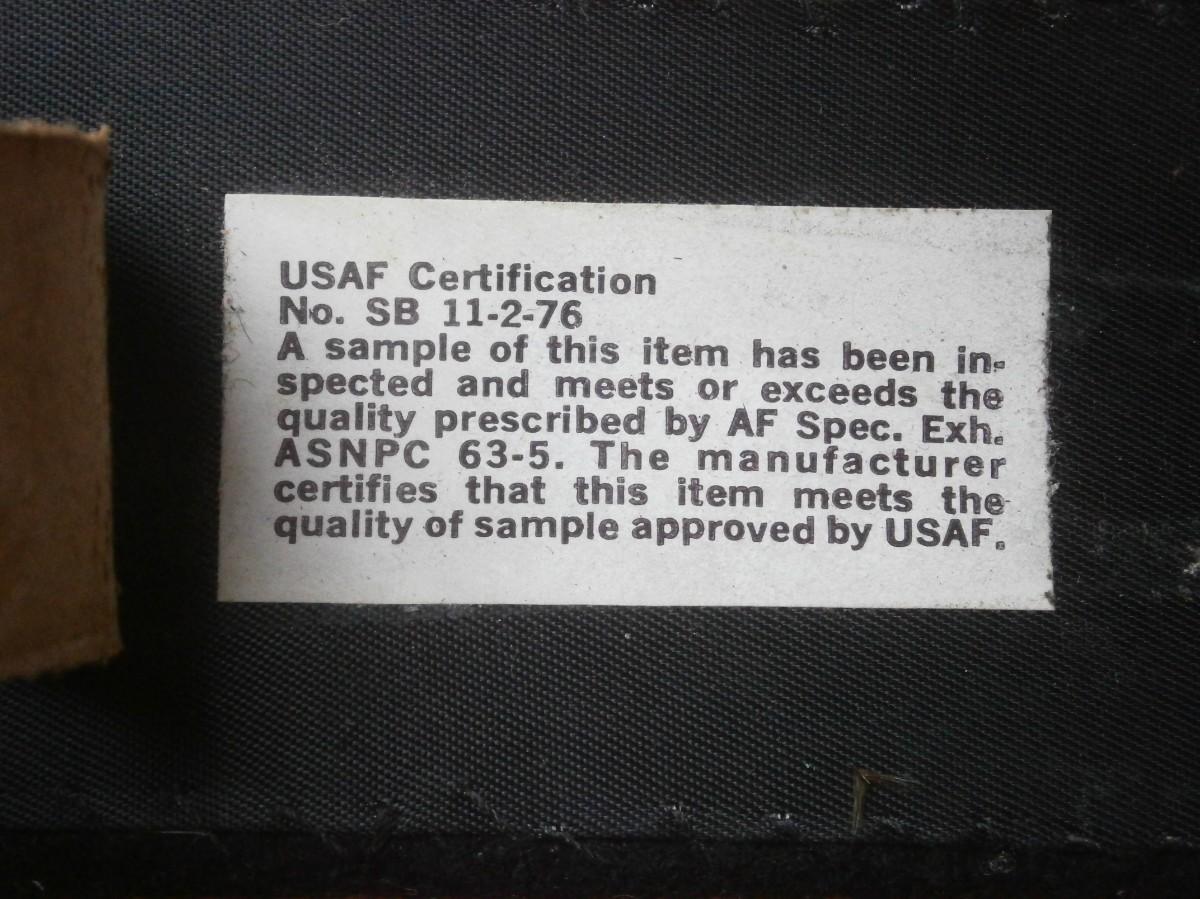 USAF Certification
No. SB 11-2-76
A sample of this item has been in-
spected and meets or exceeds the
quality prescribed by AF Spec. Exh.
ASNPC 63-5. The manufacturer
certifies that this item meets the
quality of sample approved by USAF.